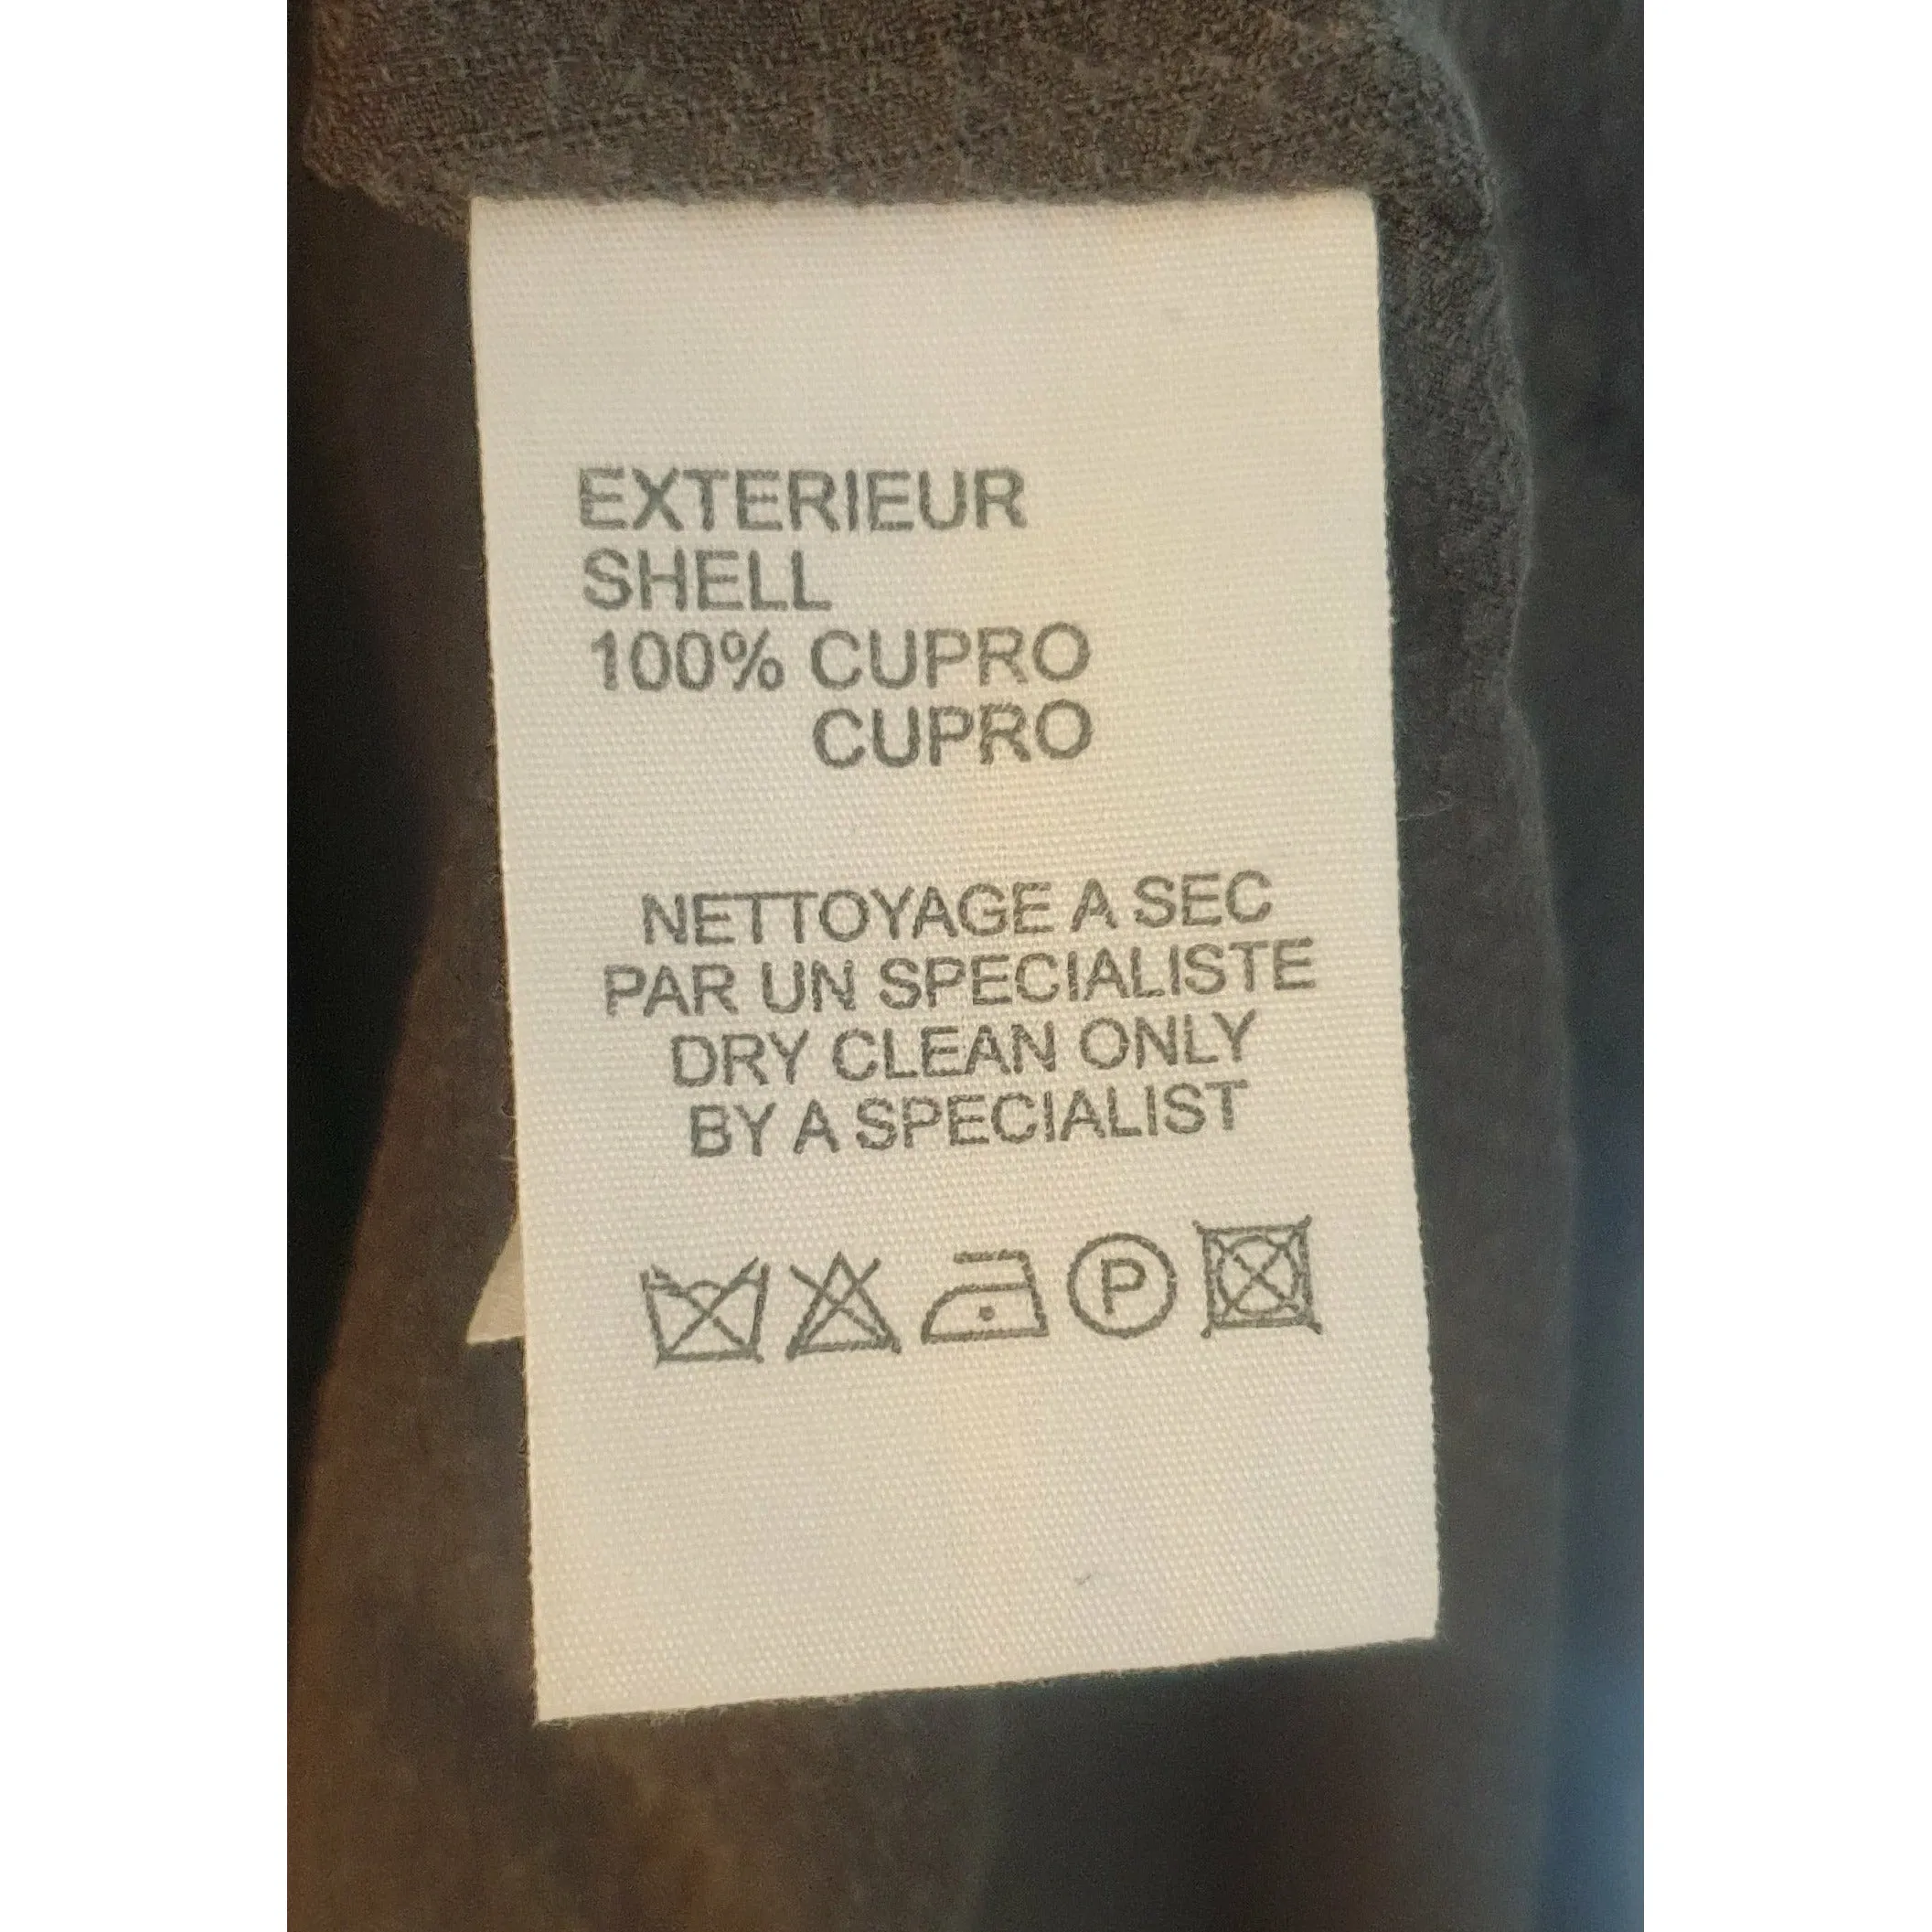 EXTERIEUR
SHELL
100% CUPRO
CUPRO
NETTOYAGE A SEC
PAR UN SPECIALISTE
DRY CLEAN ONLY
BY A SPECIALIST
P